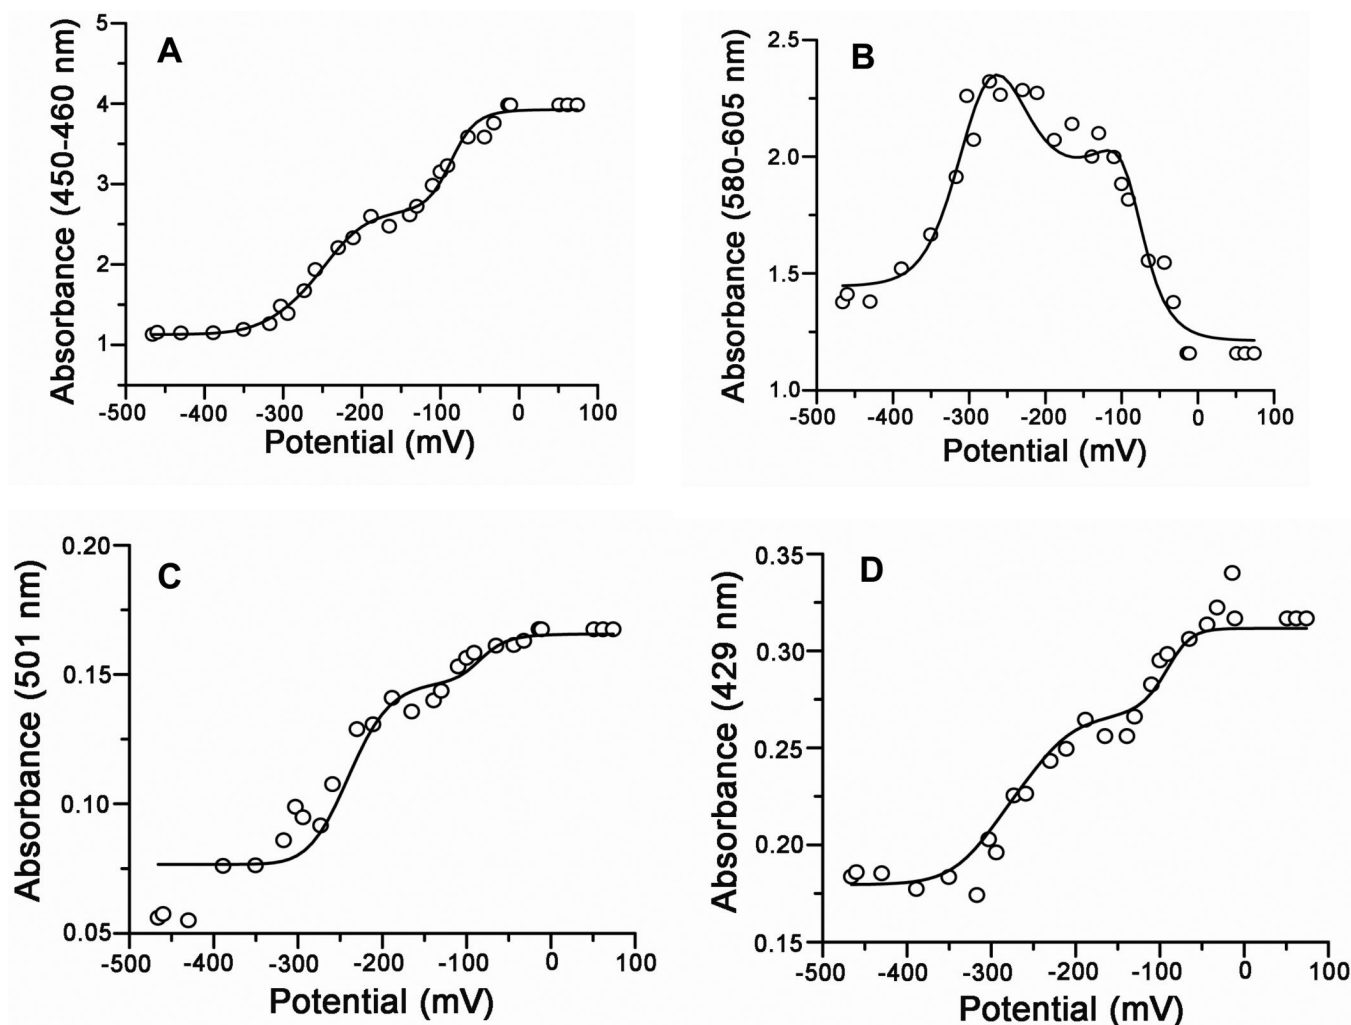 A
Absorbance (450-460 nm)
5
4
3
2
1
-500 -400 -300 -200 -100 0 100
Potential (mV)
B
Absorbance (580-605 nm)
2.5
2.0
1.5
1.0
-500 -400 -300 -200 -100 0 100
Potential (mV)
C
Absorbance (501 nm)
0.20
0.15
0.10
0.05
-500 -400 -300 -200 -100 0 100
Potential (mV)
D
Absorbance (429 nm)
0.35
0.30
0.25
0.20
0.15
-500 -400 -300 -200 -100 0 100
Potential (mV)